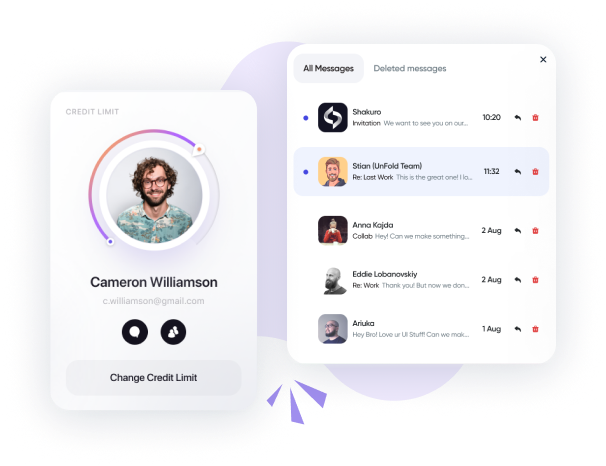 CREDIT LIMIT
Cameron Williamson
c.williamson@gmail.com
Change Credit Limit
All Messages
Deleted messages
Shakuro
Invitation We want to see you on our...
10:20
Stian (UnFold Team)
Re: Last Work This is the great one! I lo...
11:32
Anna Kajda
Collab Hey! Can we make something...
2 Aug
Eddie Lobanovskiy
Re: Work Thank you! But now we don...
2 Aug
Ariuka
Hey Bro! Love ur UI Stuff! Can we mak...
1 Aug